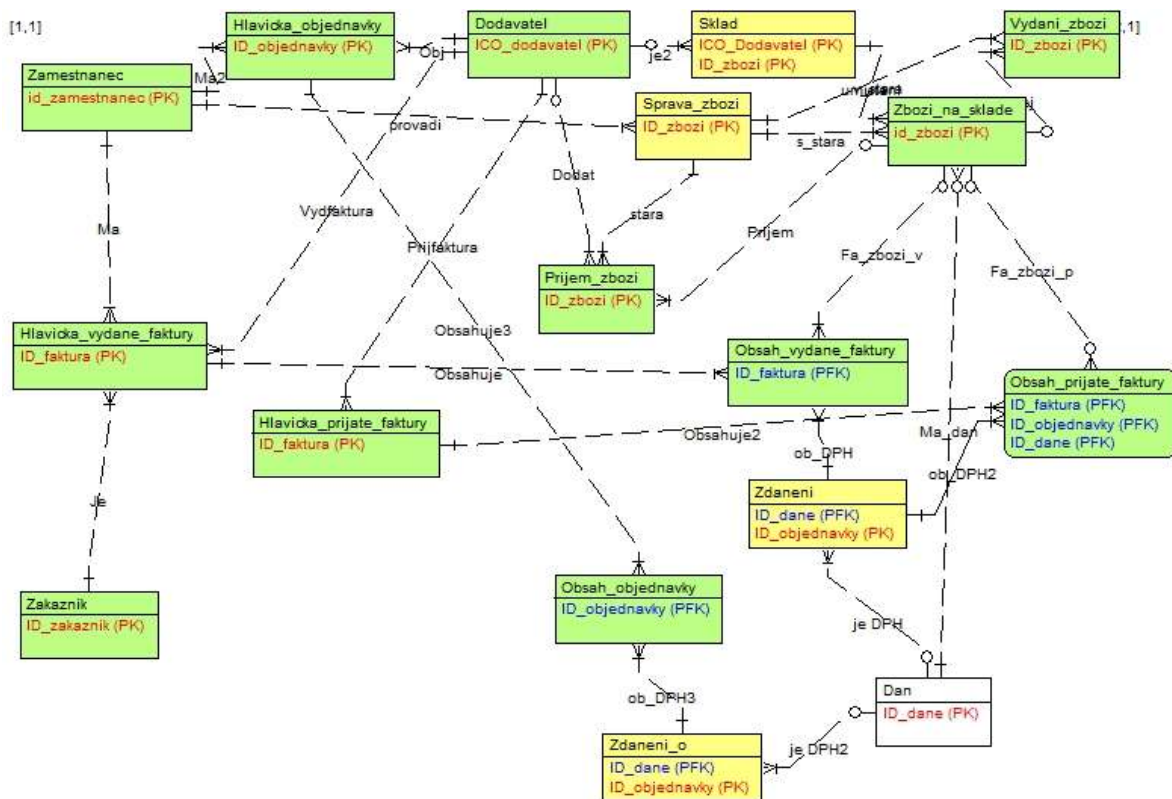 [1,1]
Hlavicka_objednavky
ID_objednavky (PK)
Dodavatel
ICO_dodavatel (PK)
Sklad
ICO_Dodavatel (PK)
ID_zbozi (PK)
Vydani_zbozi
ID_zbozi (PK)
,1]
Obj
je2
Ma2
Zamestnanec
id_zamestnanec (PK)
Sprava_zbozi
ID_zbozi (PK)
Zbozi_na_sklade
id_zbozi (PK)
provadi
s_stara
Dodat
Vydfaktura
stara
Ma
Prijfaktura
Prijem
Fa_zbozi_v
Fa_zbozi_p
Prijem_zbozi
ID_zbozi (PK)
Hlavicka_vydane_faktury
ID_faktura (PK)
Obsahuje3
Obsahuje
Obsah_vydane_faktury
ID_faktura (PFK)
Obsah_prijate_faktury
ID_faktura (PFK)
ID_objednavky (PFK)
ID_dane (PFK)
Hlavicka_prijate_faktury
ID_faktura (PK)
Obsahuje2
Ma_dan
ob_DPH
ob_DPH2
Je
Zdaneni
ID_dane (PFK)
ID_objednavky (PK)
Obsah_objednavky
ID_objednavky (PFK)
Zakaznik
ID_zakaznik (PK)
je DPH
Dan
ID_dane (PK)
ob_DPH3
Zdaneni_o
ID_dane (PFK)
ID_objednavky (PK)
je DPH2